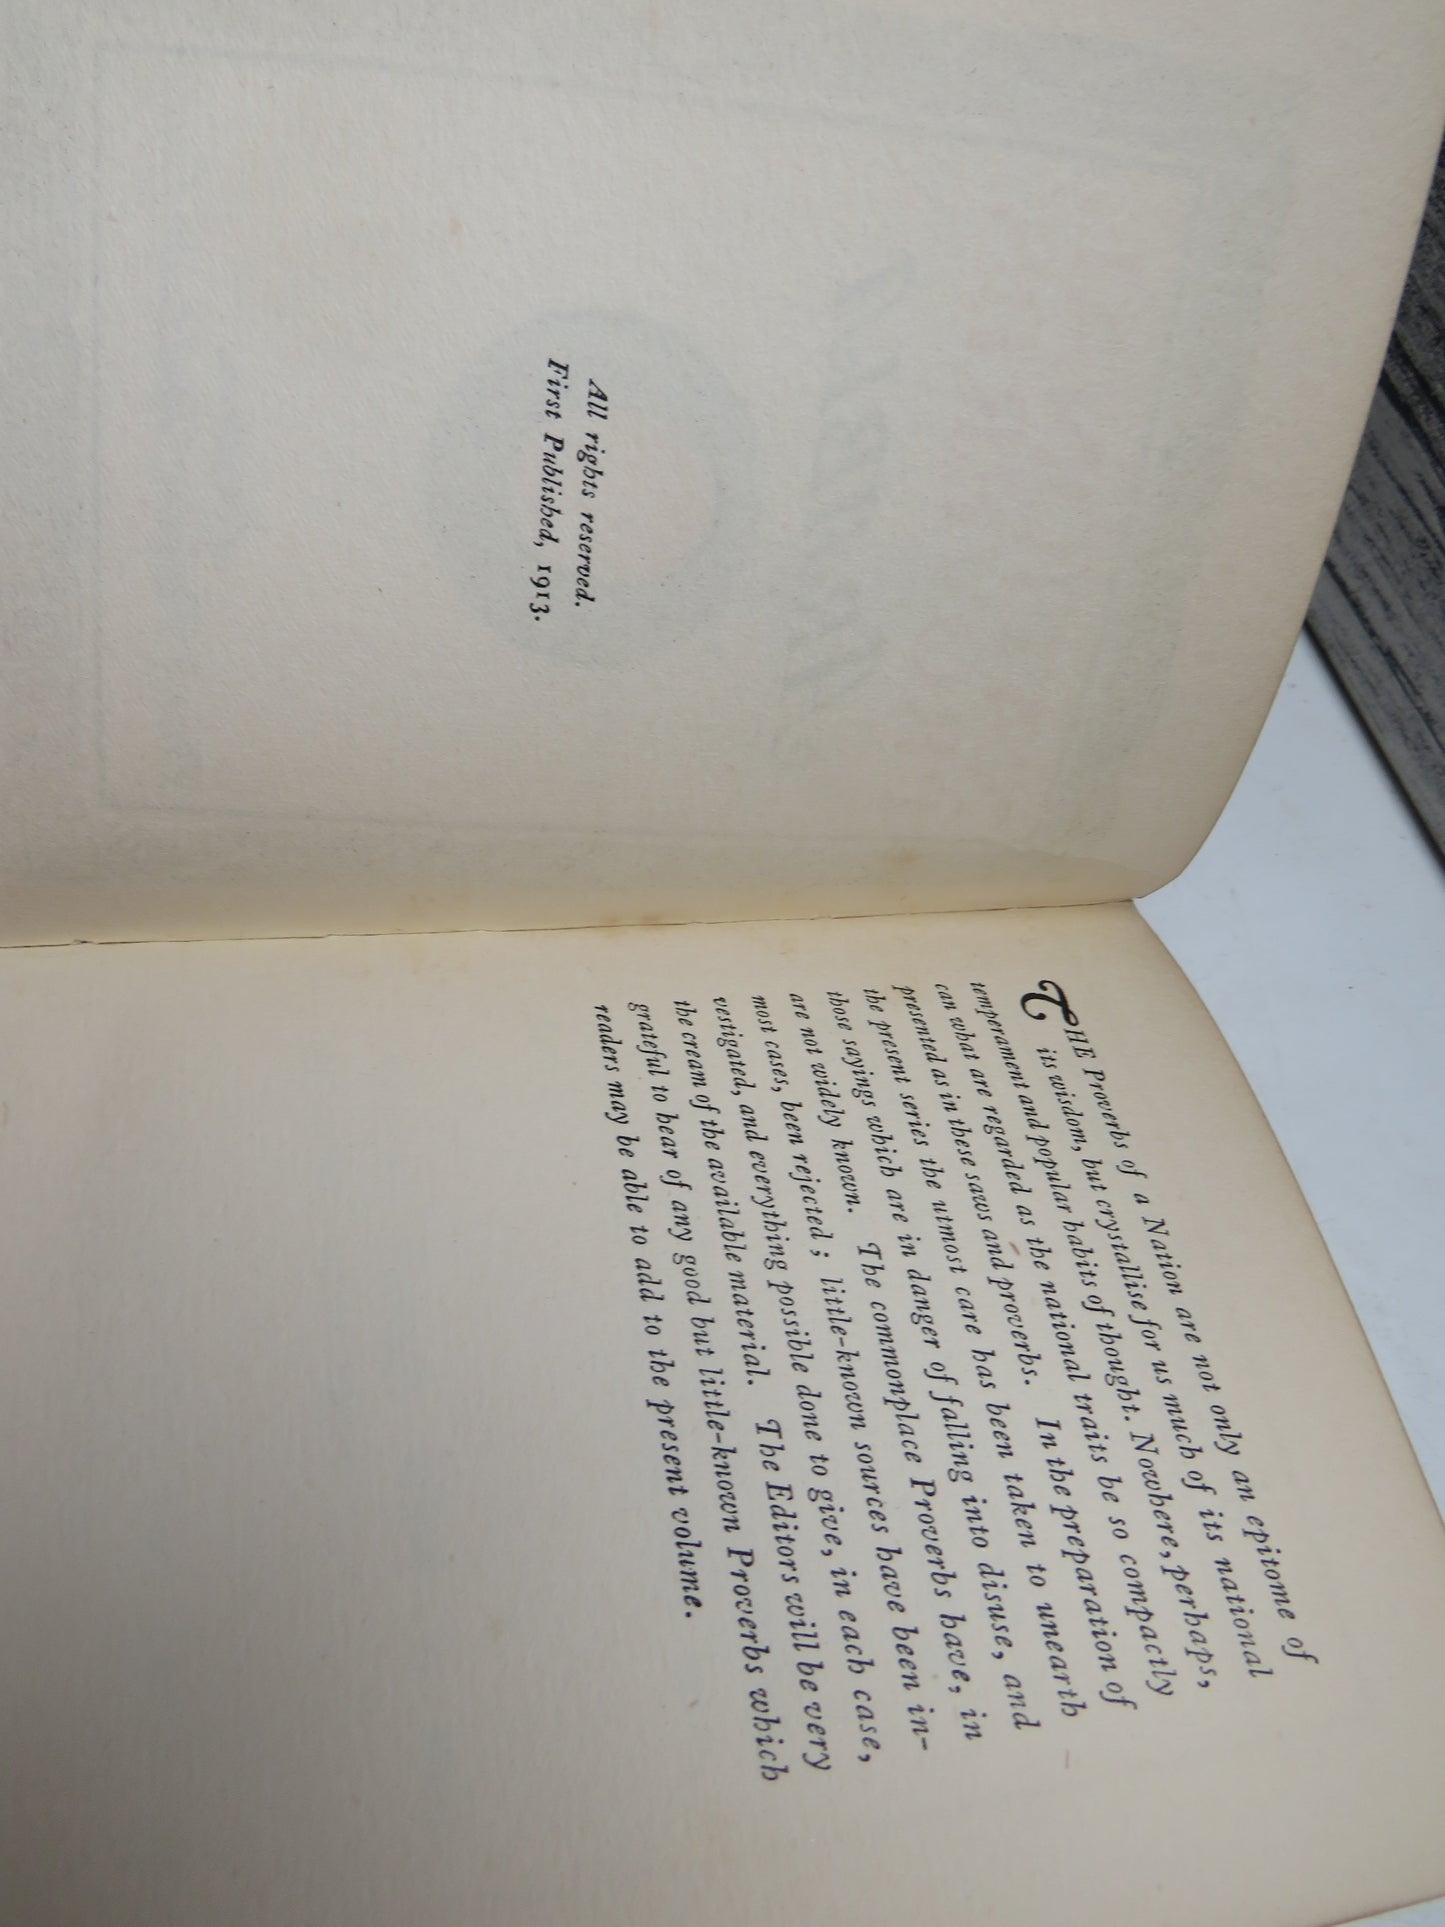 All rights reserved.
First Published, 1913.
THE Proverbs of a Nation are not only an epitome of
its wisdom, but crystallise for us much of its national
temperament and popular habits of thought. Nowhere, perhaps,
can what are regarded as the national traits be so compactly
presented as in these saws and proverbs. In the preparation of
the present series the utmost care has been taken to unearth
those sayings which are in danger of falling into disuse, and
are not widely known. The commonplace Proverbs have, in
most cases, been rejected; little-known sources have been in-
vestigated, and everything possible done to give, in each case,
the cream of the available material. The Editors will be very
grateful to hear of any good but little-known Proverbs which
readers may be able to add to the present volume.